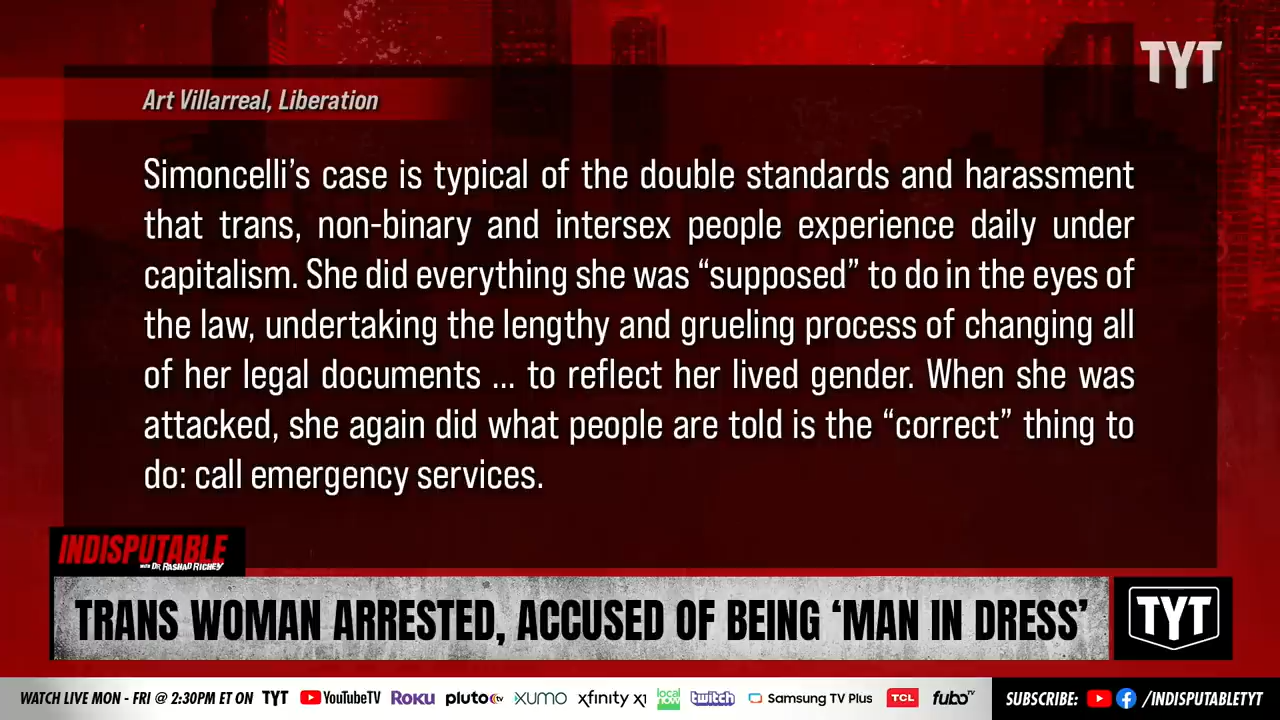 TYT
Art Villarreal, Liberation
Simoncelli’s case is typical of the double standards and harassment
that trans, non-binary and intersex people experience daily under
capitalism. She did everything she was “supposed” to do in the eyes of
the law, undertaking the lengthy and grueling process of changing all
of her legal documents ... to reflect her lived gender. When she was
attacked, she again did what people are told is the “correct” thing to
do: call emergency services.
INDISPUTABLE
WITH DR. RASHAD RICHEY
TRANS WOMAN ARRESTED, ACCUSED OF BEING ‘MAN IN DRESS’
TYT
WATCH LIVE MON - FRI @ 2:30PM ET ON TYT YouTubeTV ROKU pluto tv XUMO xfinity X1 local now twitch Samsung TV Plus TCL fubo TV SUBSCRIBE: /INDISPUTABLETYT